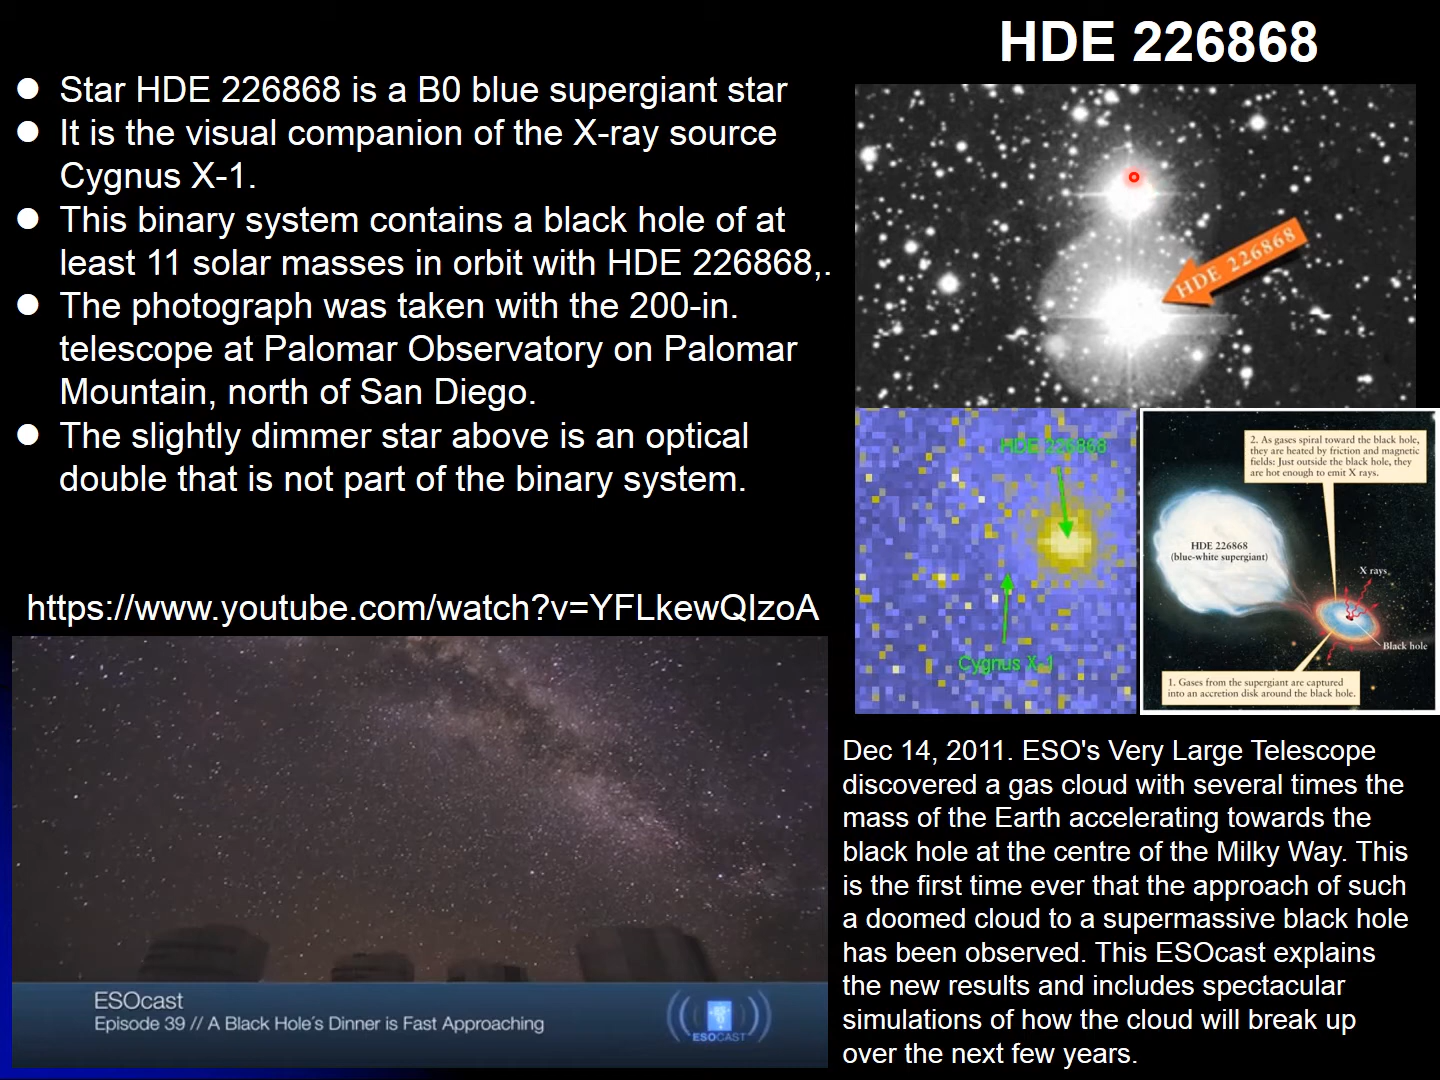 HDE 226868
● Star HDE 226868 is a B0 blue supergiant star
● It is the visual companion of the X-ray source
Cygnus X-1.
● This binary system contains a black hole of at
least 11 solar masses in orbit with HDE 226868,.
● The photograph was taken with the 200-in.
telescope at Palomar Observatory on Palomar
Mountain, north of San Diego.
● The slightly dimmer star above is an optical
double that is not part of the binary system.
HDE 226868
HDE 226868
Cygnus X-1
2. As gases spiral toward the black hole,
they are heated by friction and magnetic
fields: Just outside the black hole, they
are hot enough to emit X rays.
HDE 226868
(blue-white supergiant)
X rays
Black hole
1. Gases from the supergiant are captured
into an accretion disk around the black hole.
https://www.youtube.com/watch?v=YFLkewQIzoA
ESOcast
Episode 39 // A Black Hole´s Dinner is Fast Approaching
ESOCAST
Dec 14, 2011. ESO's Very Large Telescope
discovered a gas cloud with several times the
mass of the Earth accelerating towards the
black hole at the centre of the Milky Way. This
is the first time ever that the approach of such
a doomed cloud to a supermassive black hole
has been observed. This ESOcast explains
the new results and includes spectacular
simulations of how the cloud will break up
over the next few years.